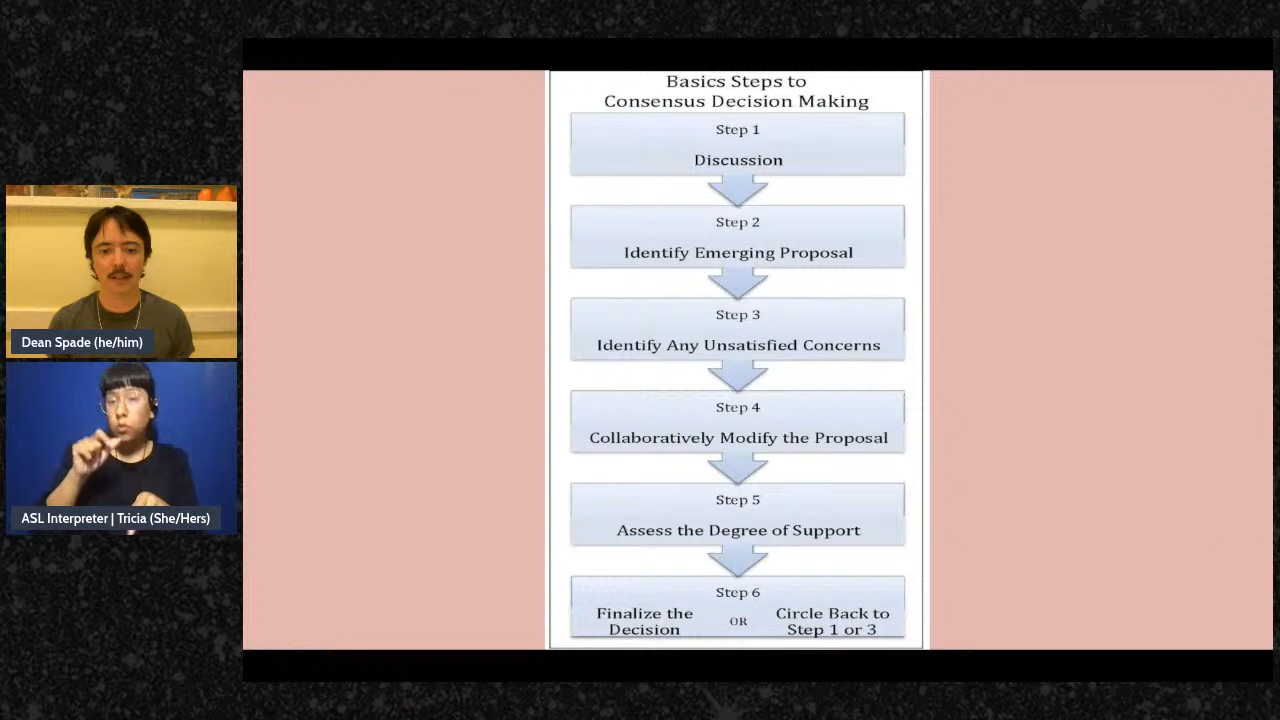 Basics Steps to
Consensus Decision Making
Step 1
Discussion
Step 2
Identify Emerging Proposal
Step 3
Identify Any Unsatisfied Concerns
Step 4
Collaboratively Modify the Proposal
Step 5
Assess the Degree of Support
Step 6
Finalize the
Decision
OR
Circle Back to
Step 1 or 3
Dean Spade (he/him)
ASL Interpreter | Tricia (She/Hers)